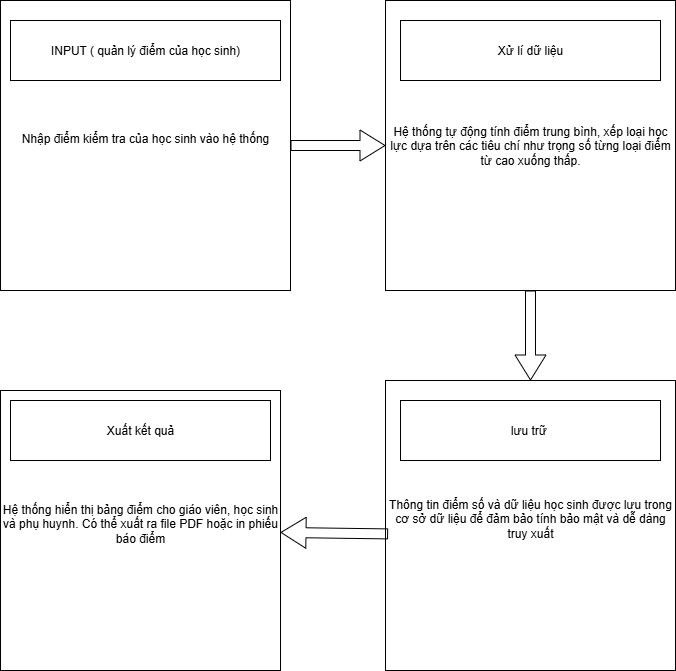 INPUT ( quản lý điểm của học sinh)
Nhập điểm kiểm tra của học sinh vào hệ thống
Xử lí dữ liệu
Hệ thống tự động tính điểm trung bình, xếp loại học
lực dựa trên các tiêu chí như trọng số từng loại điểm
từ cao xuống thấp.
Xuất kết quả
Hệ thống hiển thị bảng điểm cho giáo viên, học sinh
và phụ huynh. Có thể xuất ra file PDF hoặc in phiếu
báo điểm
lưu trữ
Thông tin điểm số và dữ liệu học sinh được lưu trong
cơ sở dữ liệu để đảm bảo tính bảo mật và dễ dàng
truy xuất